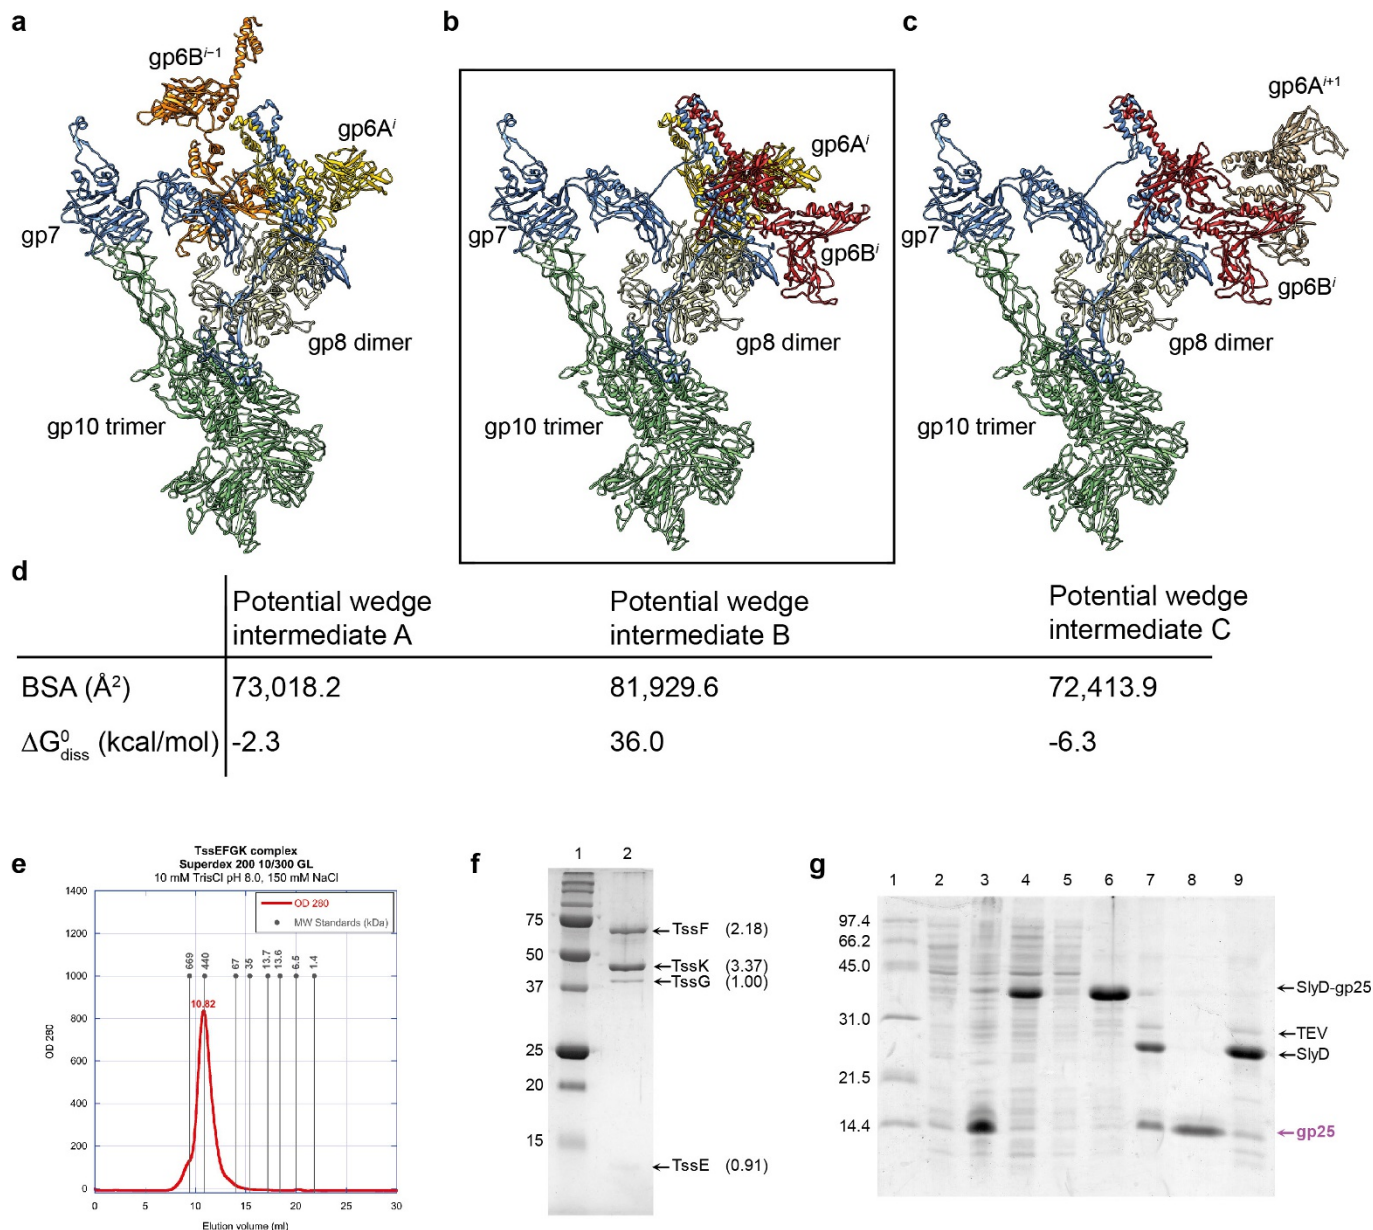 a
gp6Bⁱ⁻¹
gp6Aⁱ
gp7
gp8 dimer
gp10 trimer
b
gp6Aⁱ
gp7
gp6Bⁱ
gp8 dimer
gp10 trimer
c
gp6Aⁱ⁺¹
gp7
gp6Bⁱ
gp8 dimer
gp10 trimer
d
Potential wedge intermediate A
Potential wedge intermediate B
Potential wedge intermediate C
BSA (Å²) 73,018.2 81,929.6 72,413.9
ΔG⁰diss (kcal/mol) -2.3 36.0 -6.3
e
TssEFGK complex
Superdex 200 10/300 GL
10 mM TrisCl pH 8.0, 150 mM NaCl
OD 280
MW Standards (kDa)
669 440 67 35 13.7 13.6 6.5 1.4
10.82
1400
1200
1000
800
600
400
200
0
OD 280
0 5 10 15 20 25 30
Elution volume (ml)
f
1 2
75
50
37
25
20
15
TssF (2.18)
TssK (3.37)
TssG (1.00)
TssE (0.91)
g
1 2 3 4 5 6 7 8 9
97.4
66.2
45.0
31.0
21.5
14.4
SlyD-gp25
TEV
SlyD
gp25